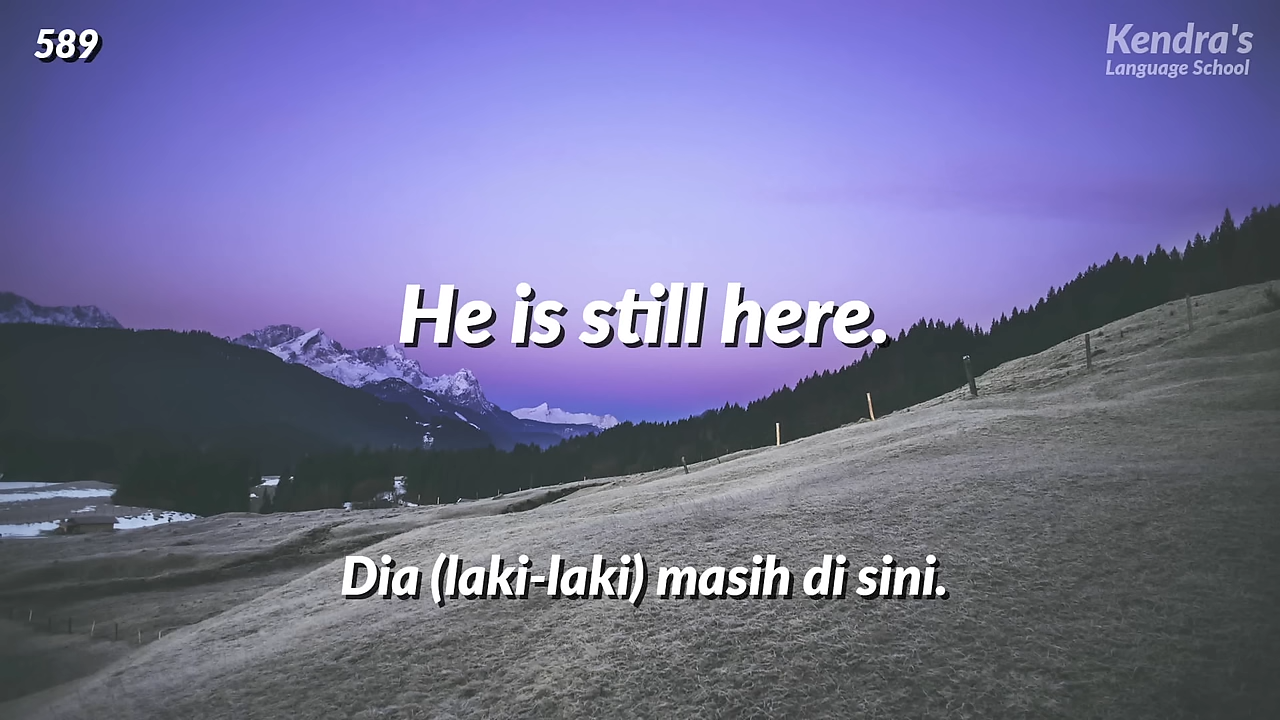 589
Kendra's
Language School
He is still here.
Dia (laki-laki) masih di sini.